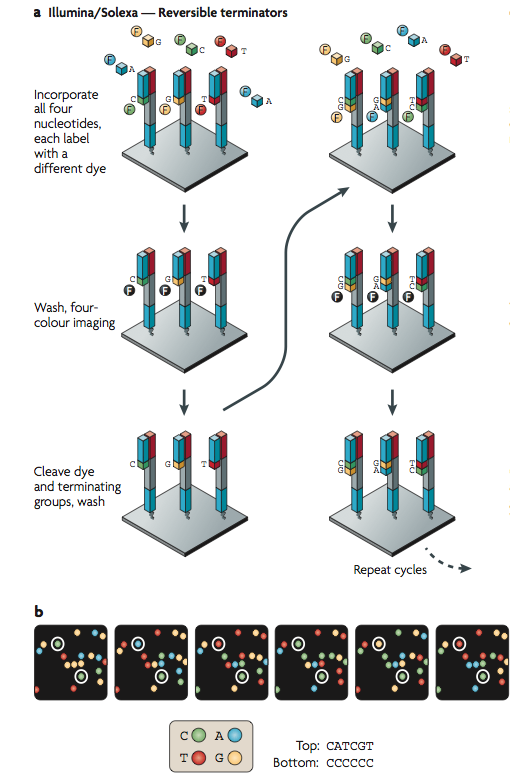 a Illumina/Solexa — Reversible terminators
F G F C F T
F A
F A
Incorporate
all four
nucleotides,
each label
with a
different dye
C G T
F F F
F G F C F A F T
C G T
G A C
F F F
Wash, four-
colour imaging
C G T
F F F
C G T
G A C
F F F
Cleave dye
and terminating
groups, wash
C G T
C G T
G A C
Repeat cycles
b
C A
T G
Top: CATCGT
Bottom: CCCCCC